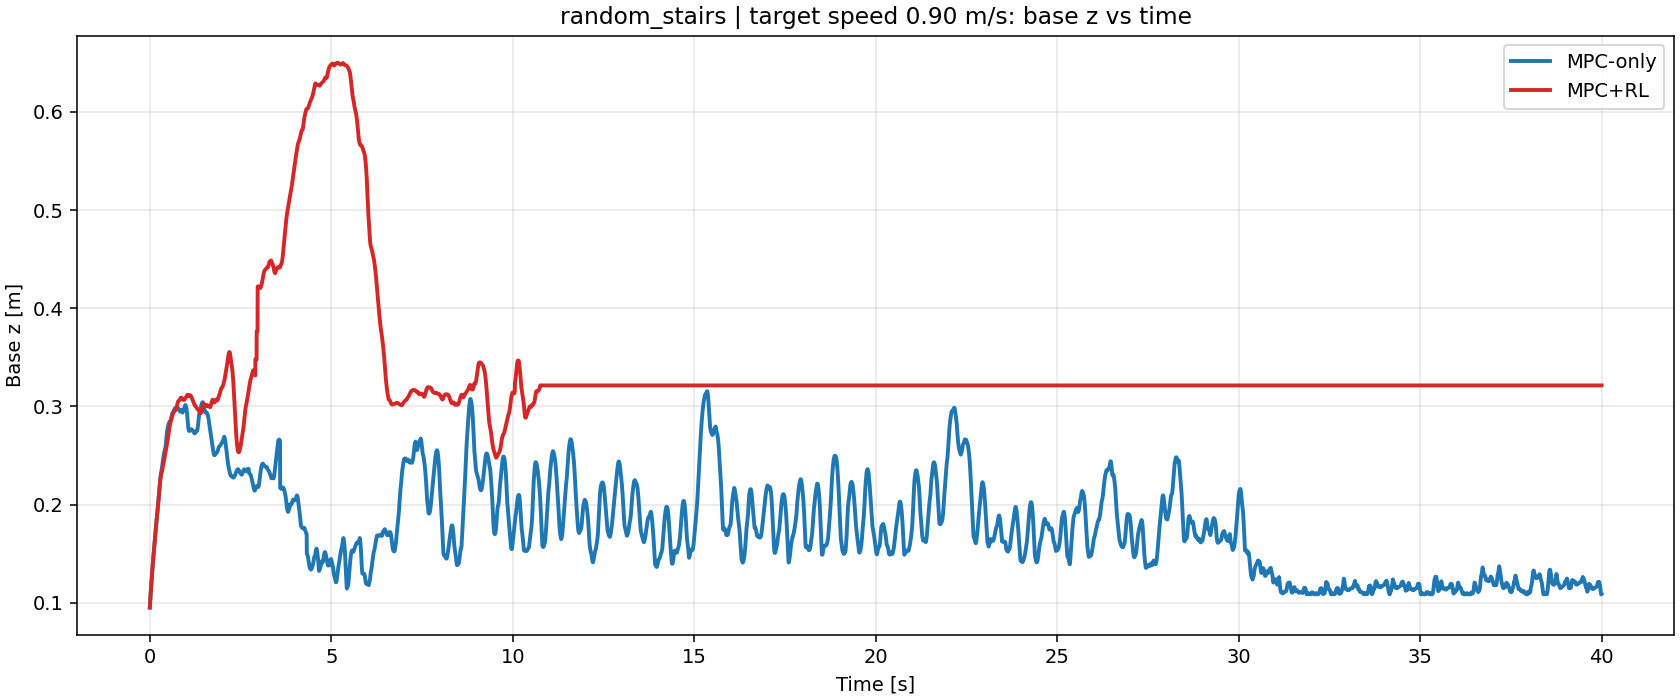 random_stairs | target speed 0.90 m/s: base z vs time
MPC-only
MPC+RL
Base z [m]
0.6
0.5
0.4
0.3
0.2
0.1
0 5 10 15 20 25 30 35 40
Time [s]